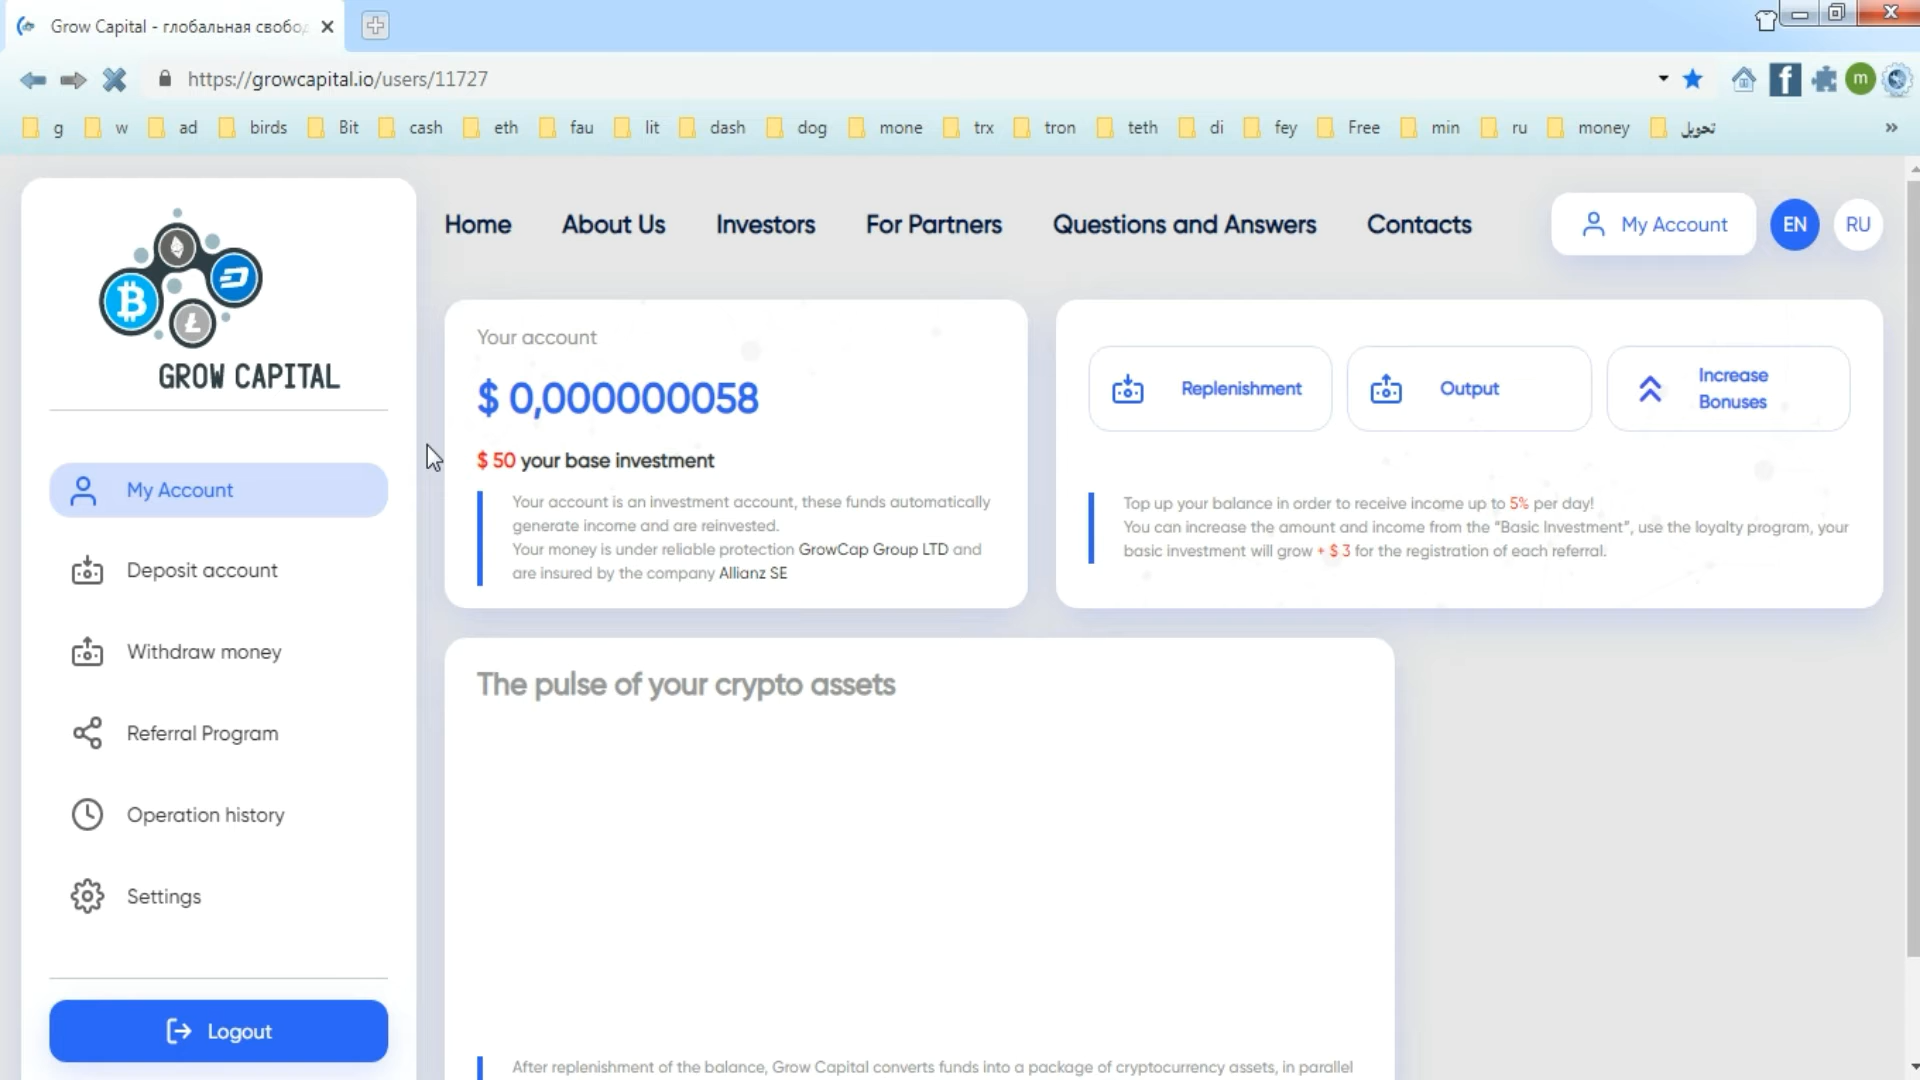 Grow Capital - глобальная свобо
https://growcapital.io/users/11727
m
g w ad birds Bit cash eth fau lit dash dog mone trx tron teth di fey Free min ru money تحويل »
GROW CAPITAL
Home About Us Investors For Partners Questions and Answers Contacts My Account EN RU
My Account
Deposit account
Withdraw money
Referral Program
Operation history
Settings
Logout
Your account
$ 0,000000058
$ 50 your base investment
Your account is an investment account, these funds automatically
generate income and are reinvested.
Your money is under reliable protection GrowCap Group LTD and
are insured by the company Allianz SE
Replenishment
Output
Increase
Bonuses
Top up your balance in order to receive income up to 5% per day!
You can increase the amount and income from the "Basic Investment", use the loyalty program, your
basic investment will grow + $ 3 for the registration of each referral.
The pulse of your crypto assets
After replenishment of the balance, Grow Capital converts funds into a package of cryptocurrency assets, in parallel